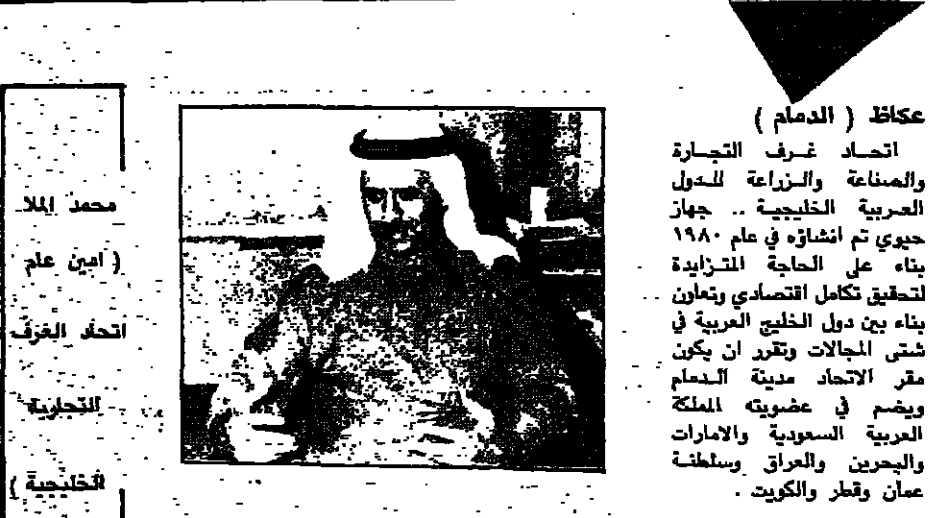 عكاظ ( الدمام )
اتحاد غرف التجارة
والصناعة والزراعة للدول
العربية الخليجية .. جهاز
حيوي تم انشاؤه في عام ١٩٨٠
بناء على الحاجة المتزايدة
لتحقيق تكامل اقتصادي وتعاون
بناء بين دول الخليج العربية في
شتى المجالات وتقرر ان يكون
مقر الاتحاد مدينة الدمام
ويضم في عضويته المملكة
العربية السعودية والامارات
والبحرين والعراق وسلطنة
عمان وقطر والكويت .
محمد الملا
( امين عام
اتحاد الغرف
التجارية
الخليجية )